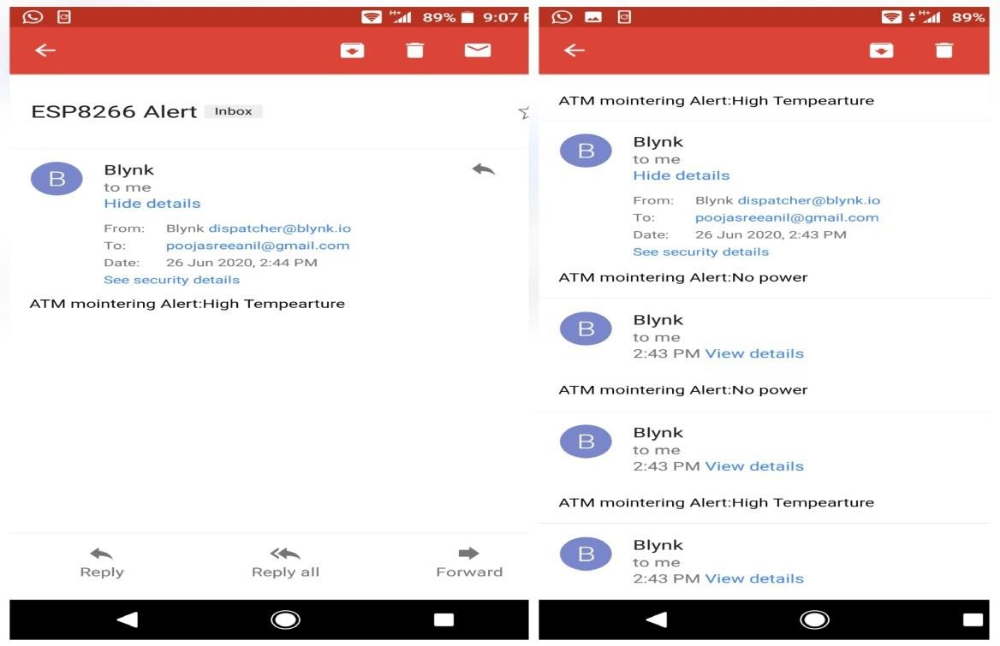 H+ 89% 9:07 P
ESP8266 Alert Inbox
B
Blynk
to me
Hide details
From: Blynk dispatcher@blynk.io
To: poojasreeanil@gmail.com
Date: 26 Jun 2020, 2:44 PM
See security details
ATM mointering Alert:High Tempearture
Reply Reply all Forward
H+ 89%
ATM mointering Alert:High Tempearture
B
Blynk
to me
Hide details
From: Blynk dispatcher@blynk.io
To: poojasreeanil@gmail.com
Date: 26 Jun 2020, 2:43 PM
See security details
ATM mointering Alert:No power
B
Blynk
to me
2:43 PM View details
ATM mointering Alert:No power
B
Blynk
to me
2:43 PM View details
ATM mointering Alert:High Tempearture
B
Blynk
to me
2:43 PM View details